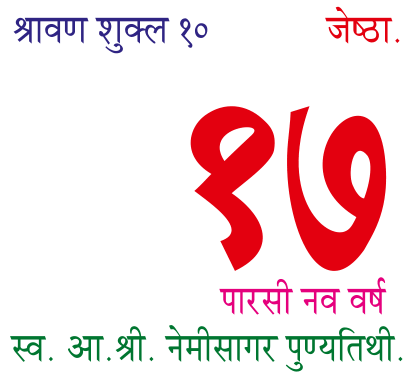 श्रावण शुक्ल १० जेष्ठा.
१७
पारसी नव वर्ष
स्व. आ.श्री. नेमीसागर पुण्यतिथी.